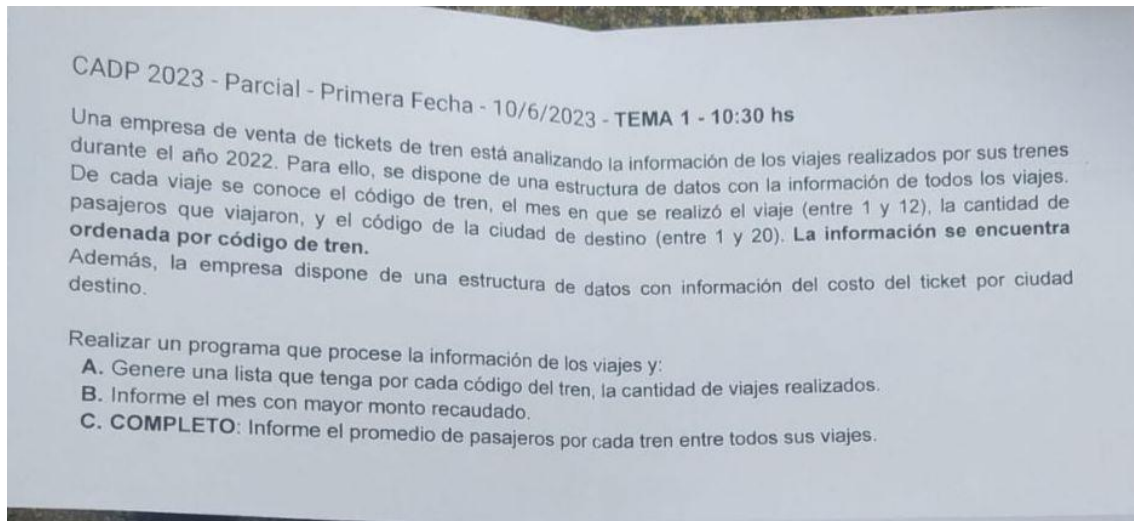 CADP 2023 - Parcial - Primera Fecha - 10/6/2023 - TEMA 1 - 10:30 hs
Una empresa de venta de tickets de tren está analizando la información de los viajes realizados por sus trenes
durante el año 2022. Para ello, se dispone de una estructura de datos con la información de todos los viajes.
De cada viaje se conoce el código de tren, el mes en que se realizó el viaje (entre 1 y 12), la cantidad de
pasajeros que viajaron, y el código de la ciudad de destino (entre 1 y 20). La información se encuentra
ordenada por código de tren.
Además, la empresa dispone de una estructura de datos con información del costo del ticket por ciudad
destino.
Realizar un programa que procese la información de los viajes y:
A. Genere una lista que tenga por cada código del tren, la cantidad de viajes realizados.
B. Informe el mes con mayor monto recaudado.
C. COMPLETO: Informe el promedio de pasajeros por cada tren entre todos sus viajes.